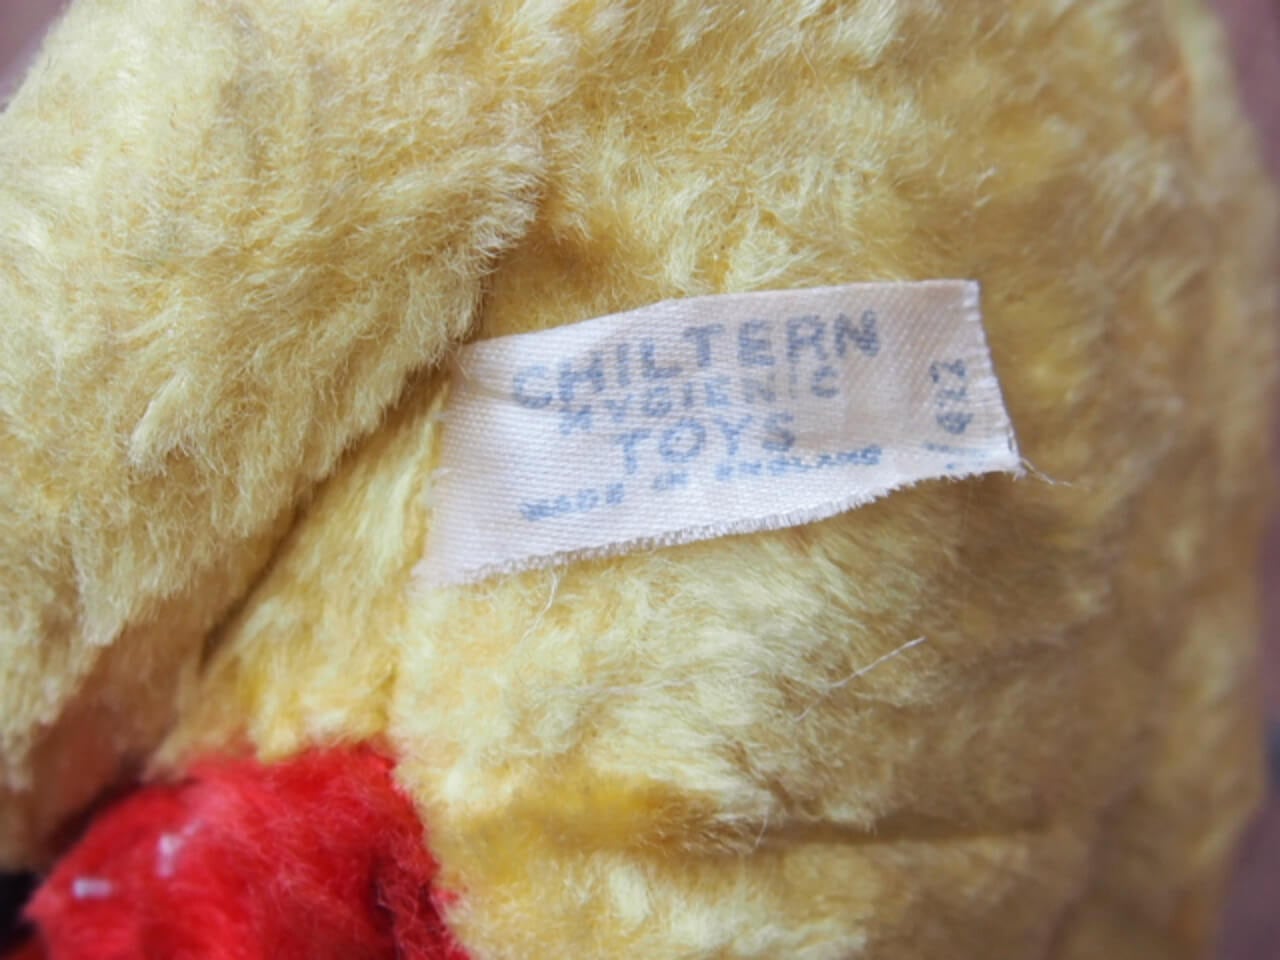 CHILTERN
HYGIENIC
TOYS
MADE IN ENGLAND